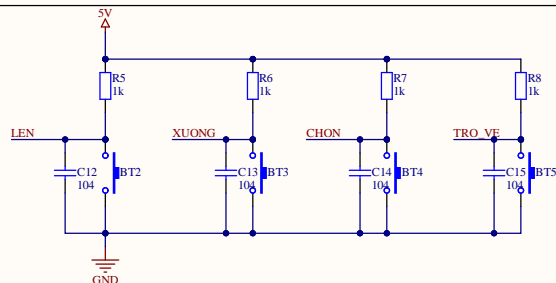 5V
R5
1k
R6
1k
R7
1k
R8
1k
LEN
XUONG
CHON
TRO_VE
C12
104
BT2
C13
104
BT3
C14
104
BT4
C15
104
BT5
GND